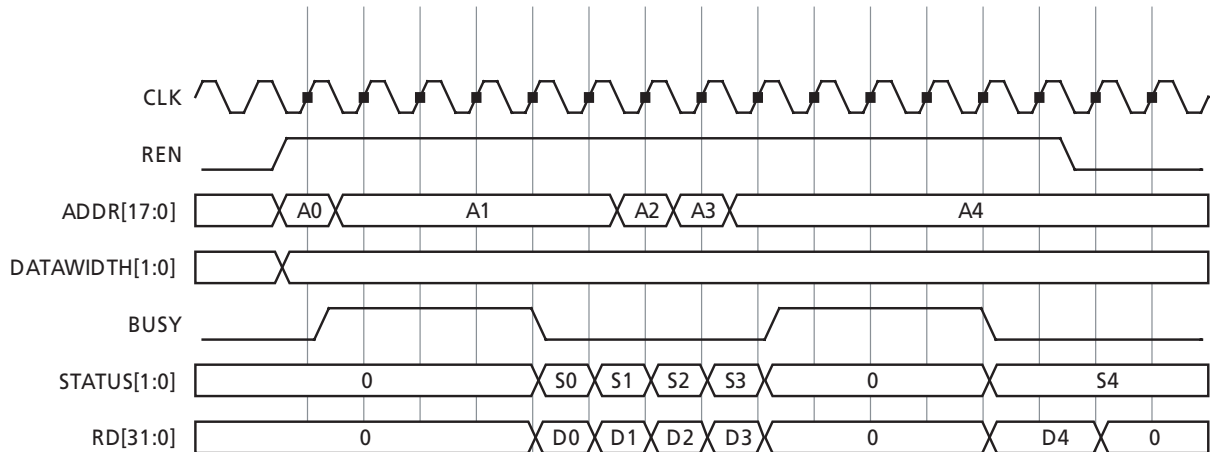 CLK
REN
ADDR[17:0] A0 A1 A2 A3 A4
DATAWIDTH[1:0]
BUSY
STATUS[1:0] 0 S0 S1 S2 S3 0 S4
RD[31:0] 0 D0 D1 D2 D3 0 D4 0